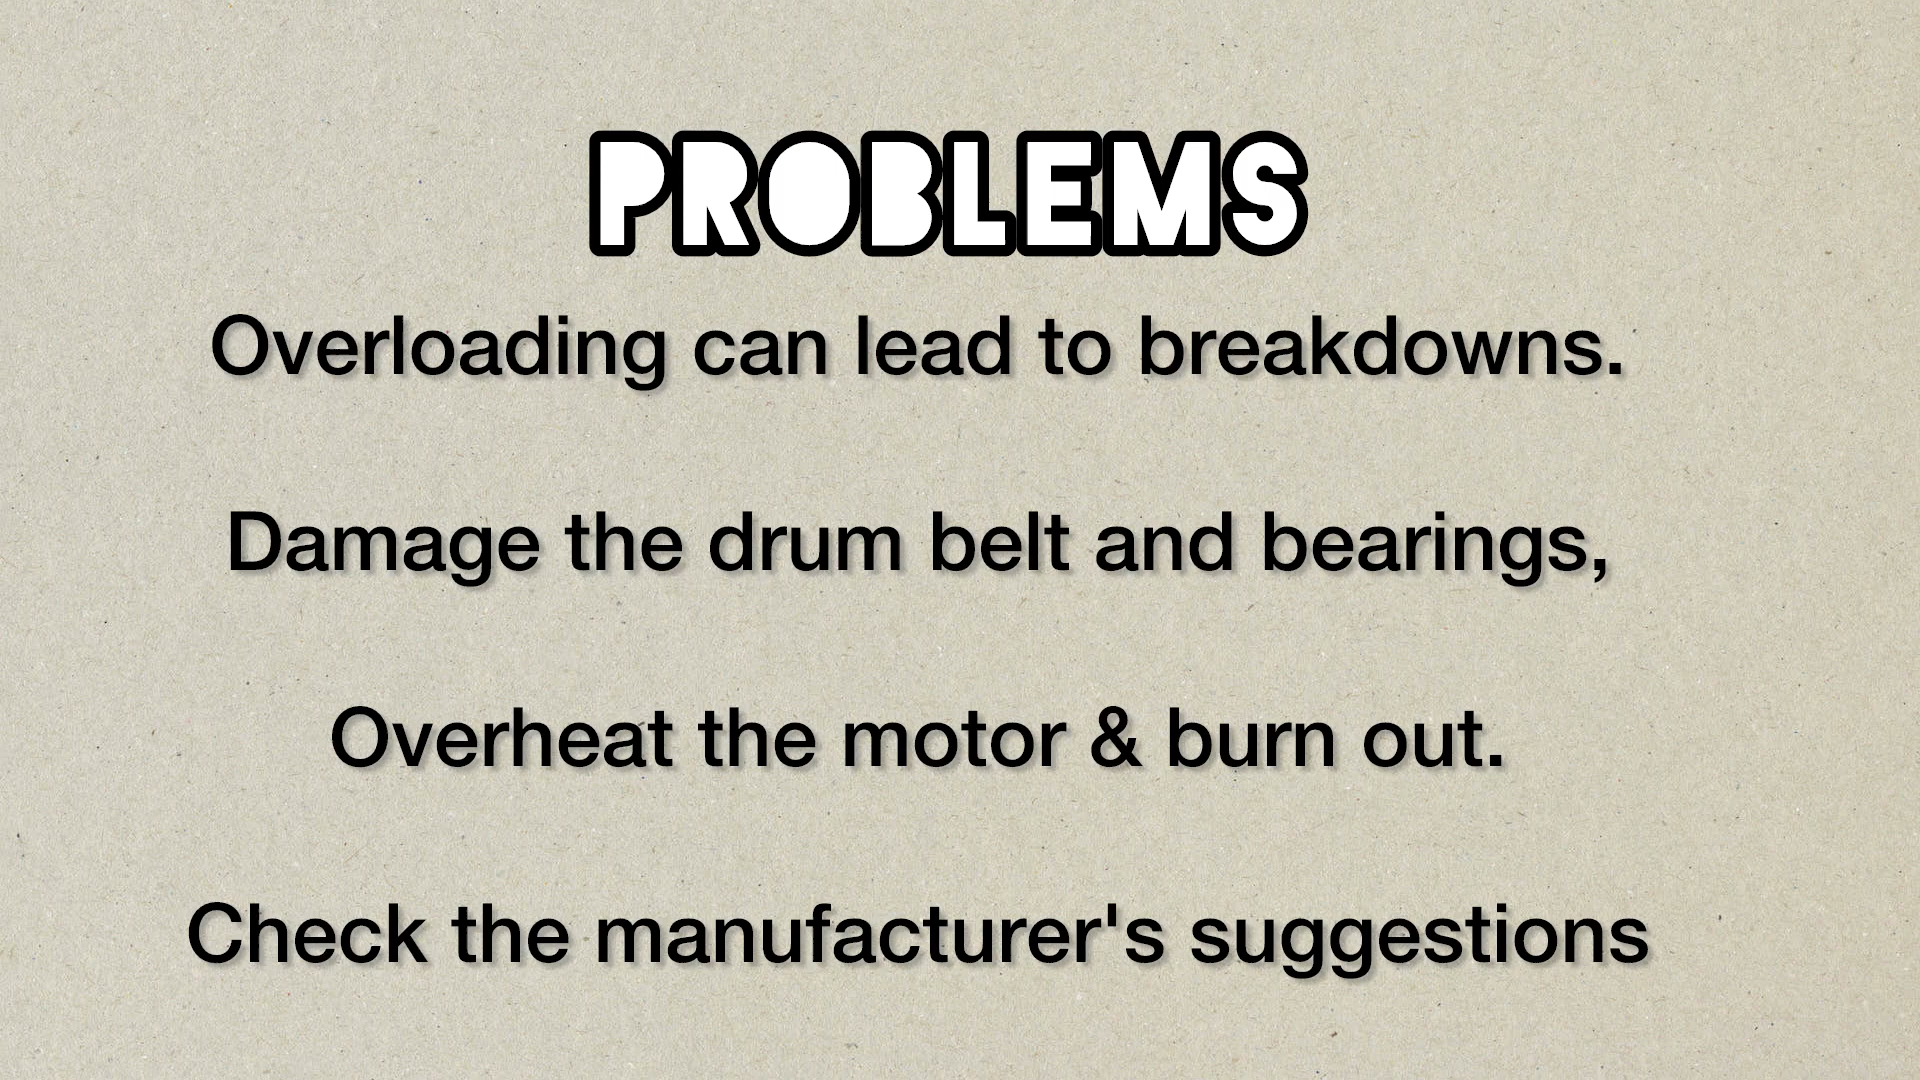 PROBLEMS
Overloading can lead to breakdowns.
Damage the drum belt and bearings,
Overheat the motor & burn out.
Check the manufacturer's suggestions